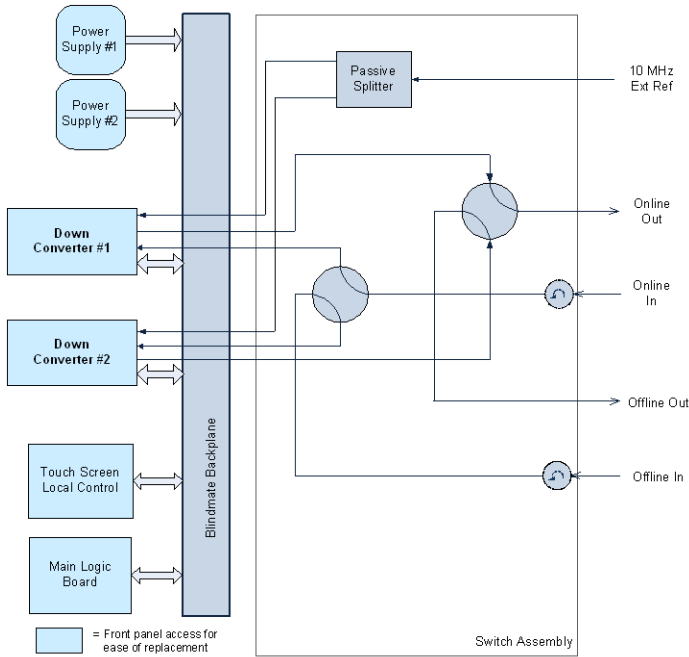 Power
Supply #1
Power
Supply #2
Passive
Splitter
10 MHz
Ext Ref
Down
Converter #1
Online
Out
Online
In
Down
Converter #2
Offline Out
Touch Screen
Local Control
Blindmate Backplane
Offline In
Main Logic
Board
= Front panel access for
ease of replacement
Switch Assembly